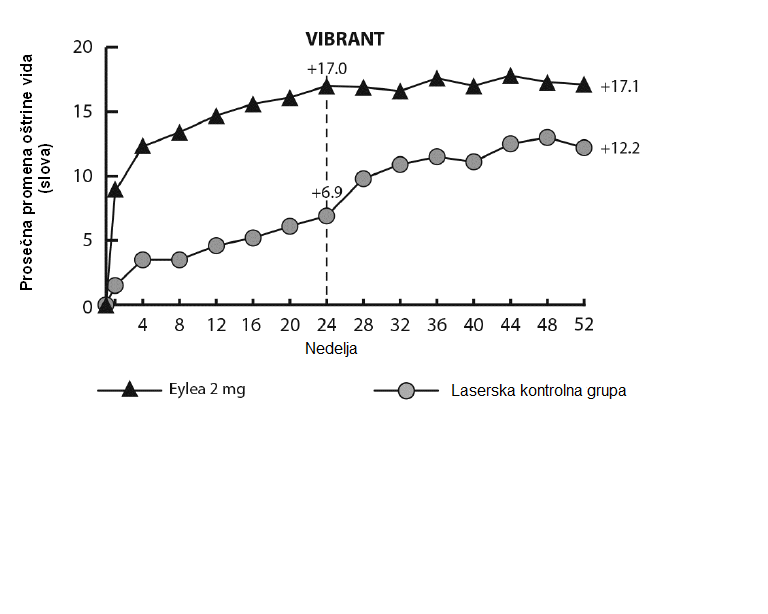 VIBRANT
Prosečna promena oštrine vida
(slova)
20
15
10
5
0
+17.0
+6.9
+17.1
+12.2
4 8 12 16 20 24 28 32 36 40 44 48 52
Nedelja
Eylea 2 mg
Laserska kontrolna grupa